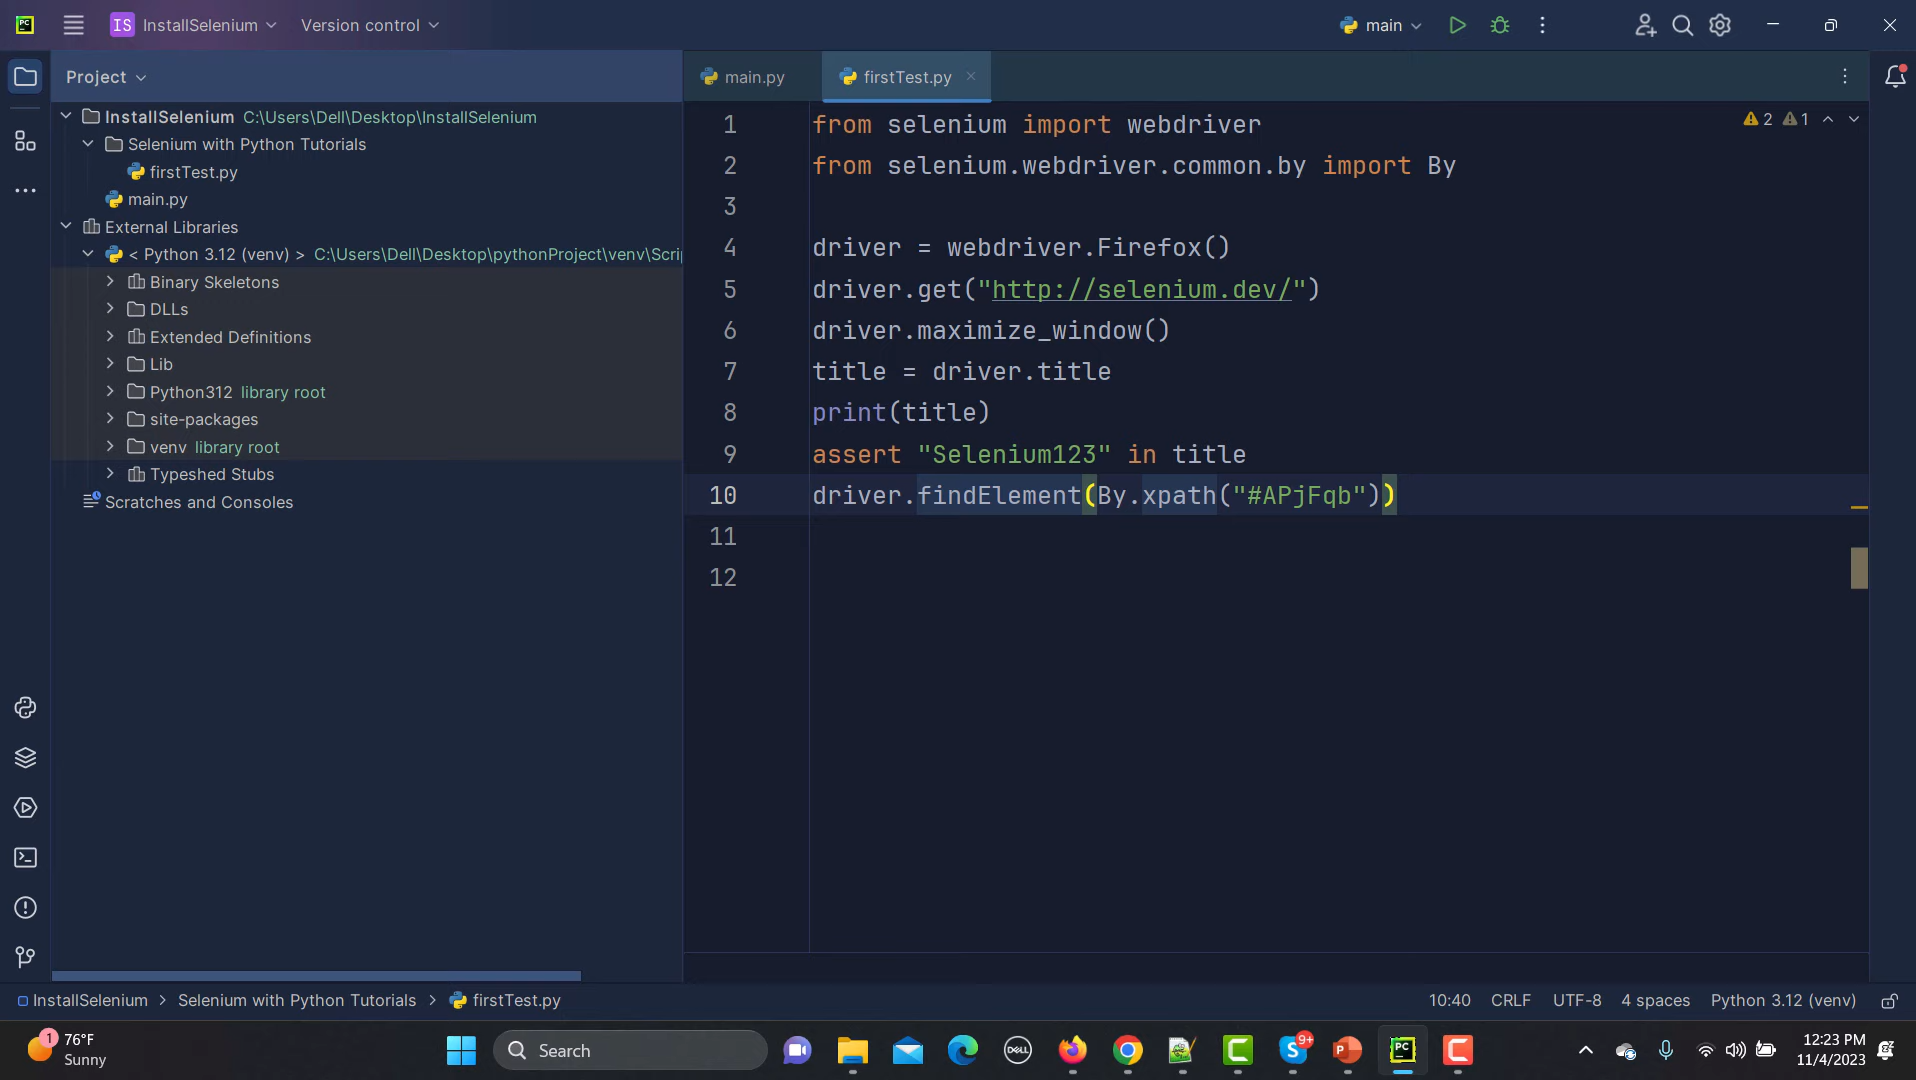 PC
IS InstallSelenium
Version control
main
Project
InstallSelenium C:\Users\Dell\Desktop\InstallSelenium
Selenium with Python Tutorials
firstTest.py
main.py
External Libraries
< Python 3.12 (venv) > C:\Users\Dell\Desktop\pythonProject\venv\Scri
Binary Skeletons
DLLs
Extended Definitions
Lib
Python312 library root
site-packages
venv library root
Typeshed Stubs
Scratches and Consoles
main.py
firstTest.py
2 1
1 from selenium import webdriver
2 from selenium.webdriver.common.by import By
3
4 driver = webdriver.Firefox()
5 driver.get("http://selenium.dev/")
6 driver.maximize_window()
7 title = driver.title
8 print(title)
9 assert "Selenium123" in title
10 driver.findElement(By.xpath("#APjFqb"))
11
12
InstallSelenium > Selenium with Python Tutorials > firstTest.py
10:40 CRLF UTF-8 4 spaces Python 3.12 (venv)
1
76°F
Sunny
Search
DELL
C
S 9+
P
PC
C
12:23 PM
11/4/2023